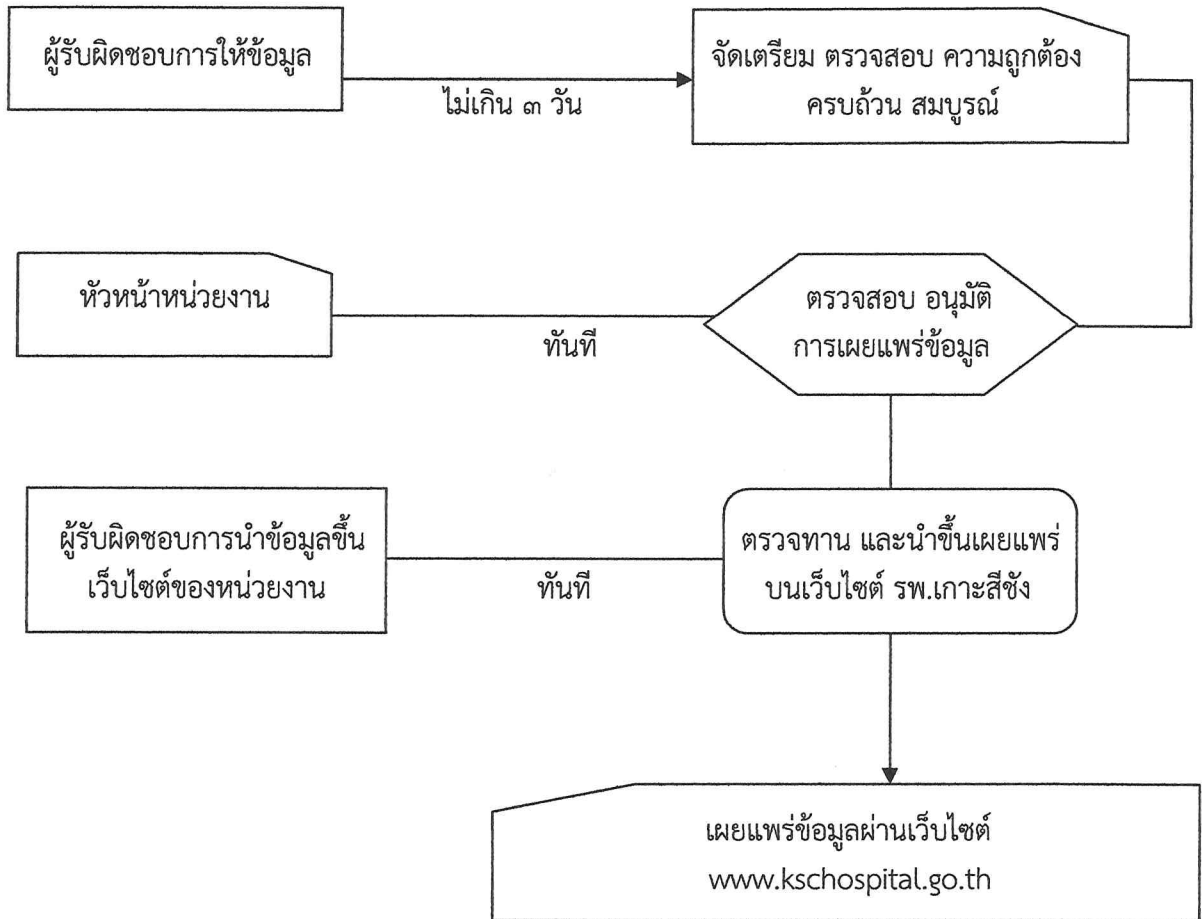 ผู้รับผิดชอบการให้ข้อมูล
ไม่เกิน ๓ วัน
จัดเตรียม ตรวจสอบ ความถูกต้อง
ครบถ้วน สมบูรณ์
หัวหน้าหน่วยงาน
ทันที
ตรวจสอบ อนุมัติ
การเผยแพร่ข้อมูล
ผู้รับผิดชอบการนำข้อมูลขึ้น
เว็บไซต์ของหน่วยงาน
ทันที
ตรวจทาน และนำขึ้นเผยแพร่
บนเว็บไซต์ รพ.เกาะสีชัง
เผยแพร่ข้อมูลผ่านเว็บไซต์
www.kschospital.go.th